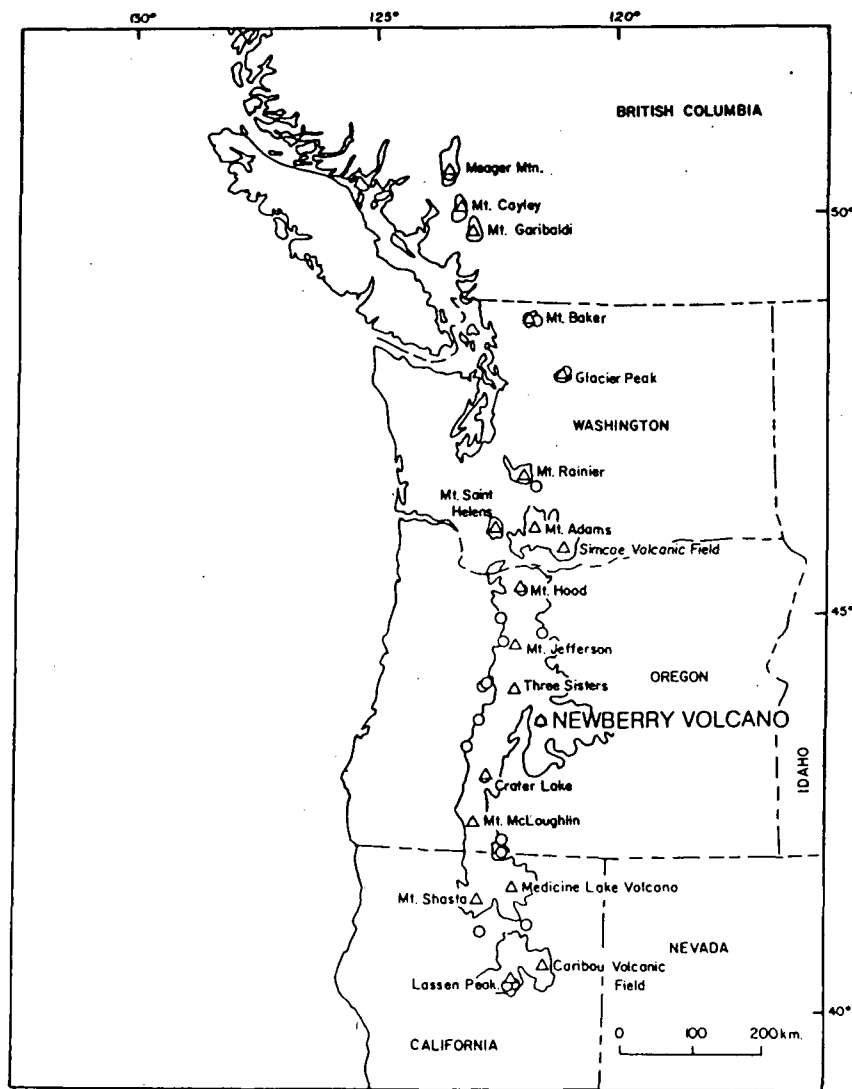 130°
125°
120°
BRITISH COLUMBIA
Meager Mtn.
Mt. Cayley
50°
Mt. Garibaldi
Mt. Baker
Glacier Peak
WASHINGTON
Mt. Rainier
Mt. Saint
Helens
Mt. Adams
Simcoe Volcanic Field
Mt. Hood
45°
Mt. Jefferson
OREGON
Three Sisters
NEWBERRY VOLCANO
IDAHO
Crater Lake
Mt. McLoughlin
Medicine Lake Volcano
Mt. Shasta
NEVADA
Caribou Volcanic
Field
Lassen Peak
40°
CALIFORNIA
0 100 200 km.